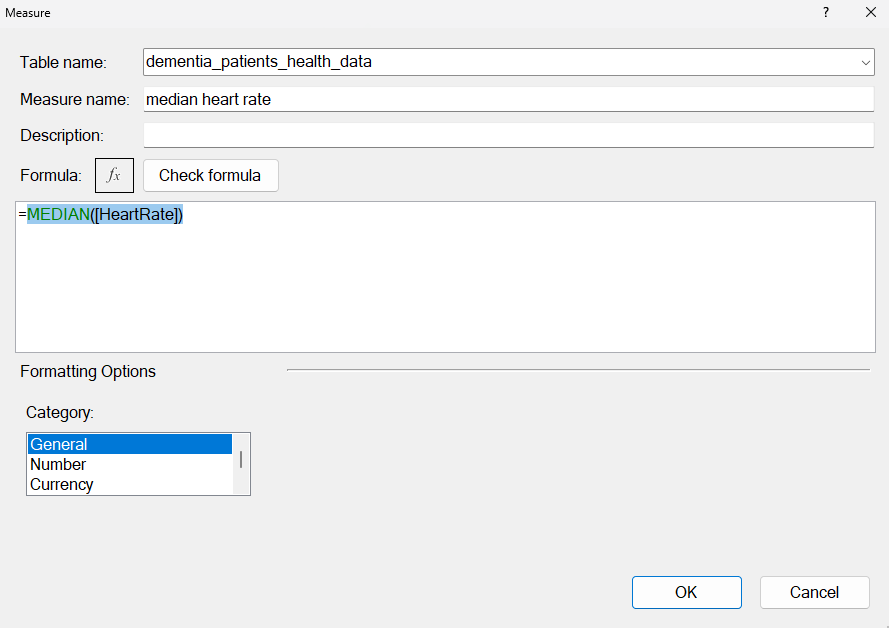 Measure ? ×
Table name: dementia_patients_health_data
Measure name: median heart rate
Description:
Formula: fx Check formula
=MEDIAN([HeartRate])
Formatting Options
Category:
General
Number
Currency
OK Cancel